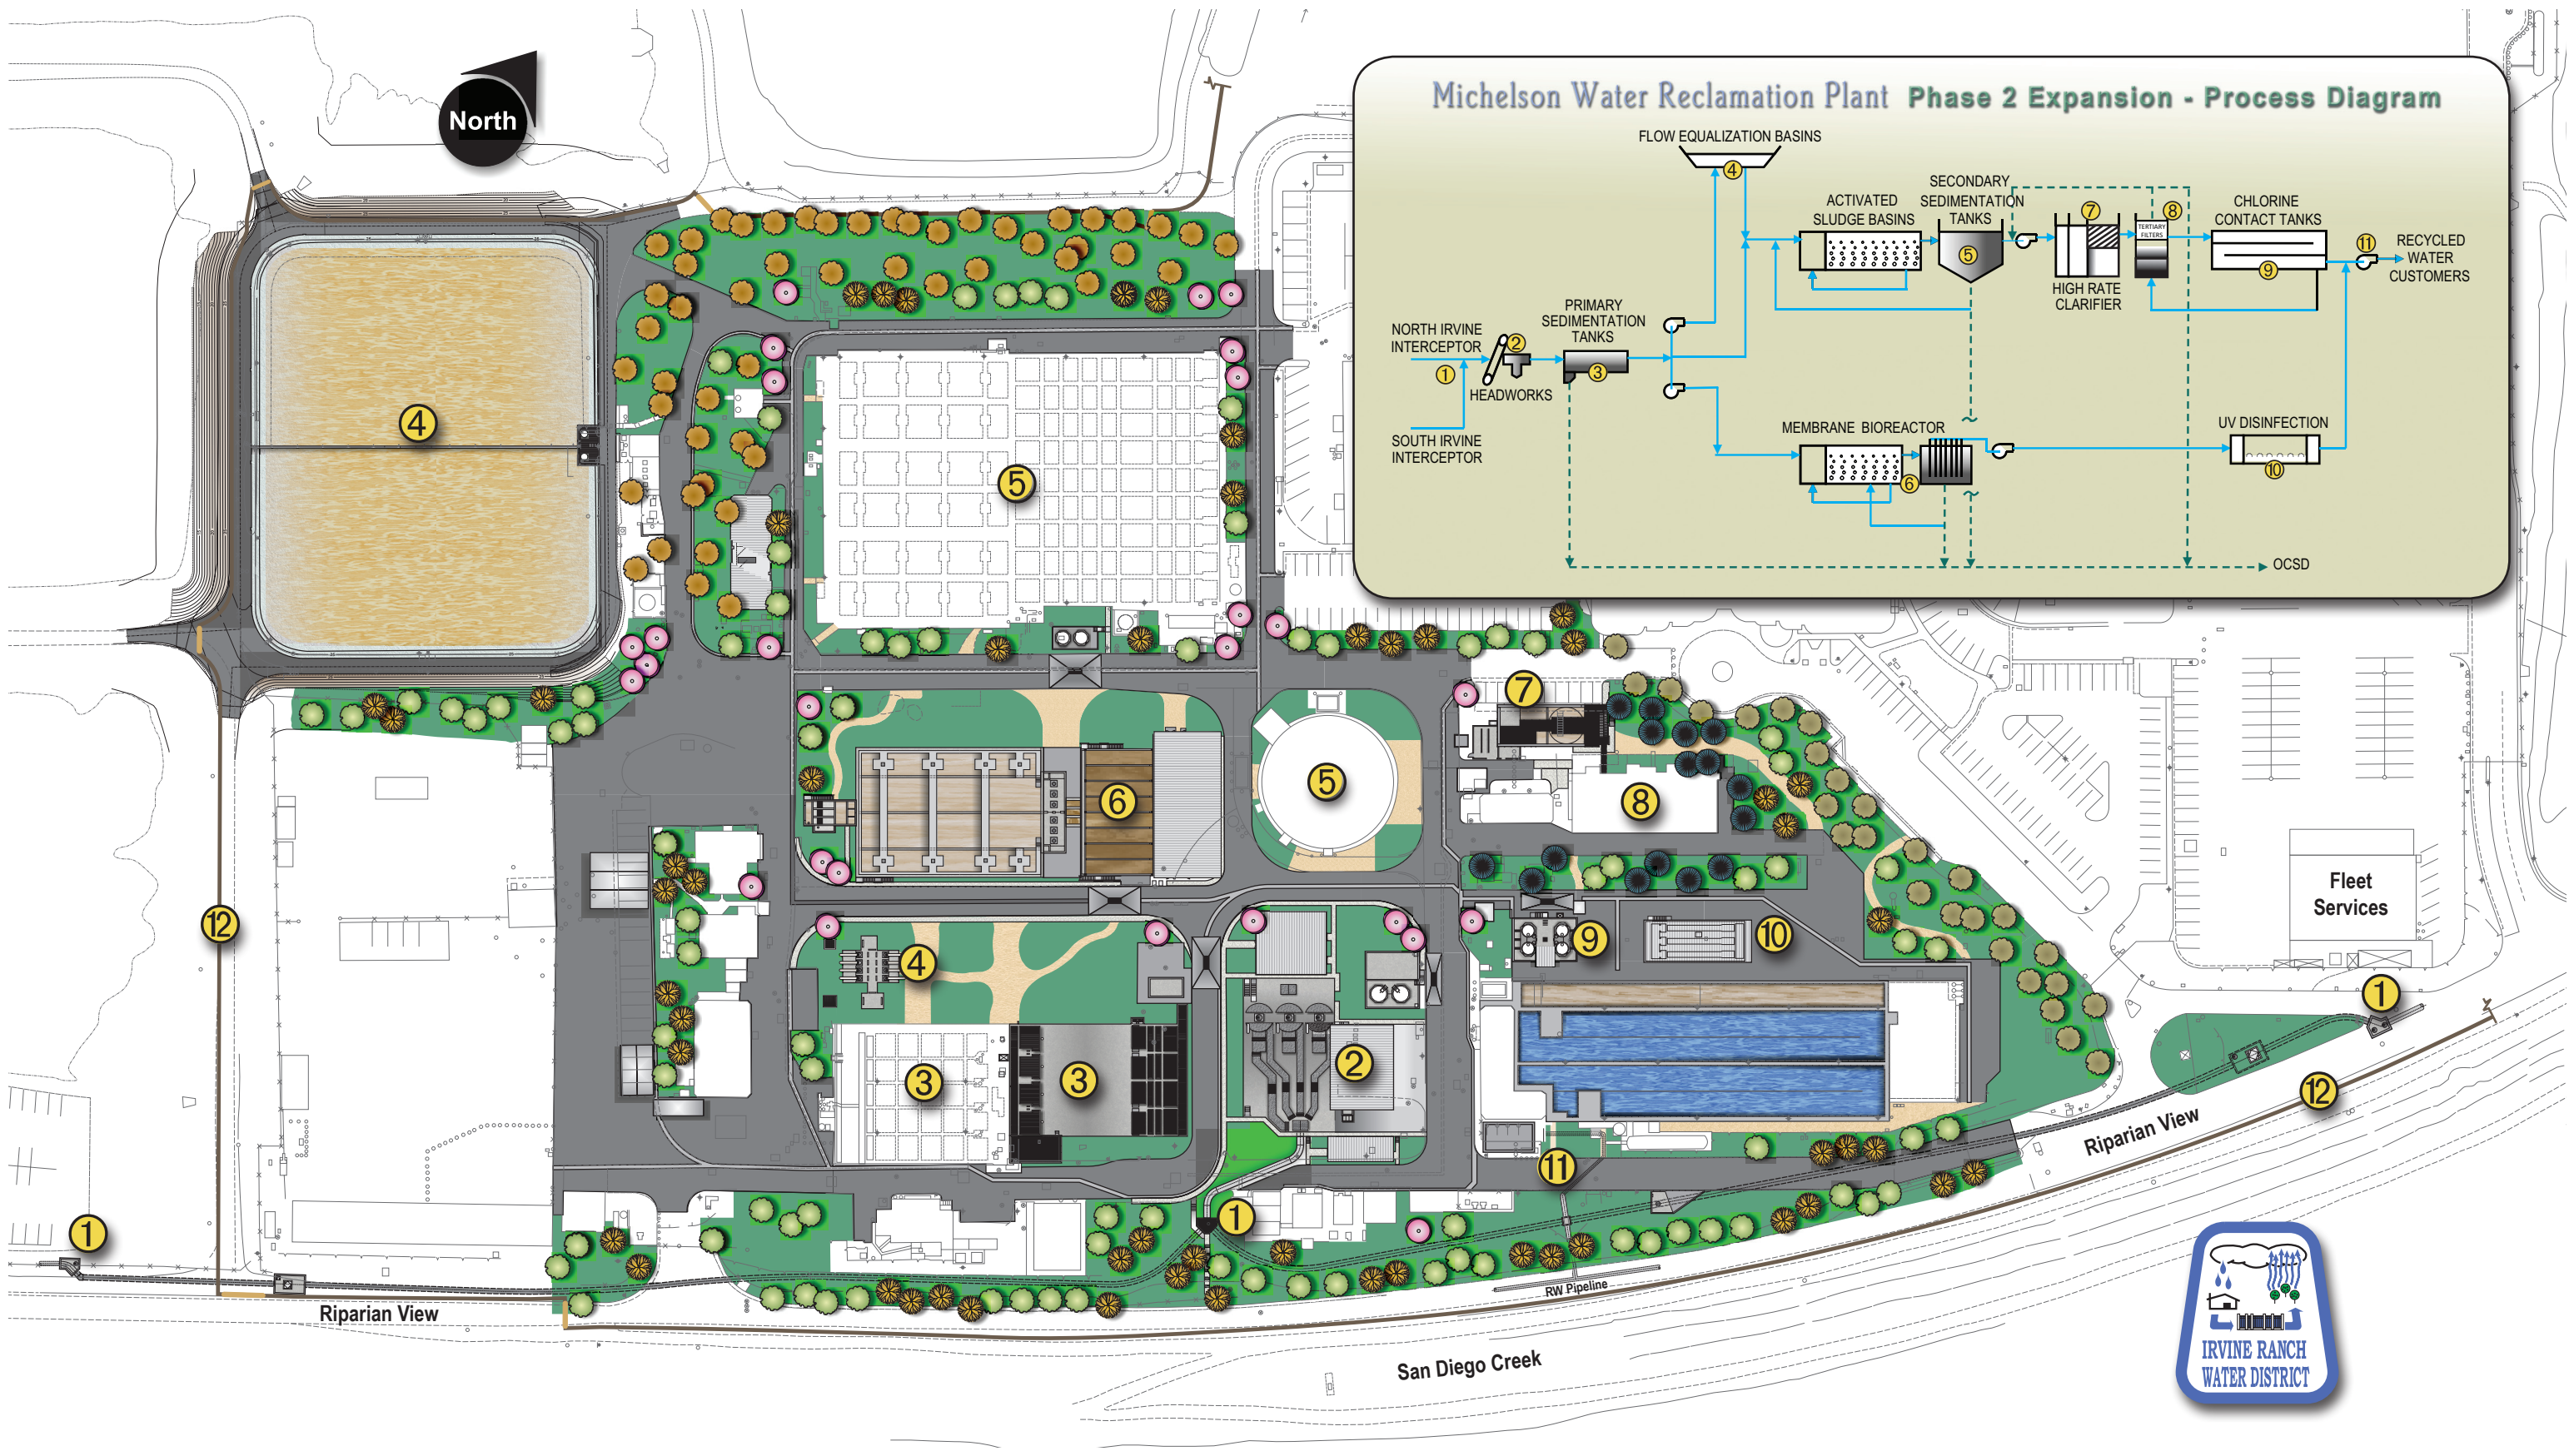 North
Michelson Water Reclamation Plant Phase 2 Expansion - Process Diagram
FLOW EQUALIZATION BASINS
4
ACTIVATED
SLUDGE BASINS
SECONDARY
SEDIMENTATION
TANKS
5
7
HIGH RATE
CLARIFIER
8
TERTIARY
FILTERS
CHLORINE
CONTACT TANKS
9
11
RECYCLED
WATER
CUSTOMERS
NORTH IRVINE
INTERCEPTOR
1
SOUTH IRVINE
INTERCEPTOR
2
HEADWORKS
PRIMARY
SEDIMENTATION
TANKS
3
MEMBRANE BIOREACTOR
6
UV DISINFECTION
10
OCSD
4
5
7
6
5
8
12
4
9
10
3
3
2
11
1
1
1
12
Fleet
Services
Riparian View
Riparian View
RW Pipeline
San Diego Creek
IRVINE RANCH
WATER DISTRICT